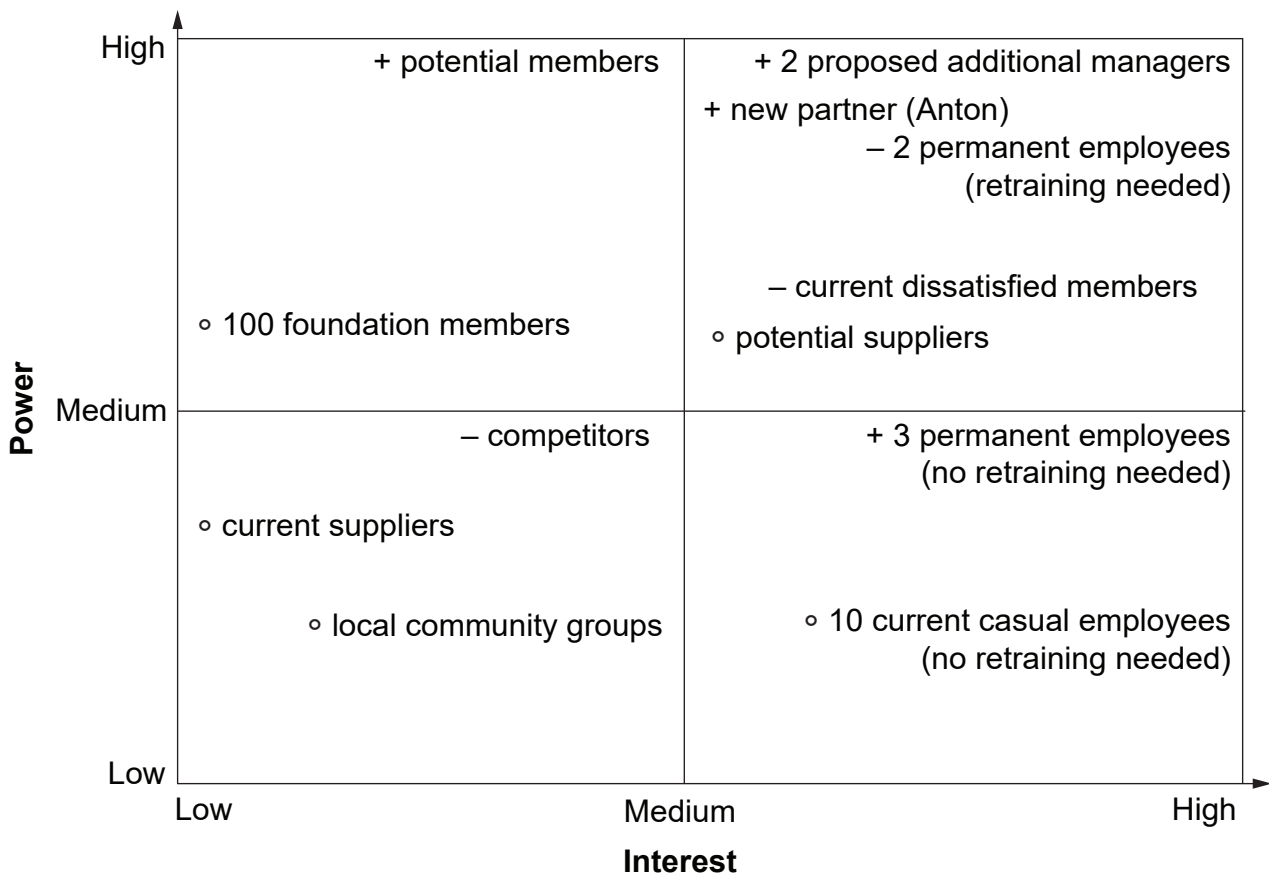 High
+ potential members
+ 2 proposed additional managers
+ new partner (Anton)
– 2 permanent employees
(retraining needed)
– current dissatisfied members
° 100 foundation members
° potential suppliers
Power
Medium
– competitors
+ 3 permanent employees
(no retraining needed)
° current suppliers
° local community groups
° 10 current casual employees
(no retraining needed)
Low
Low
Medium
High
Interest